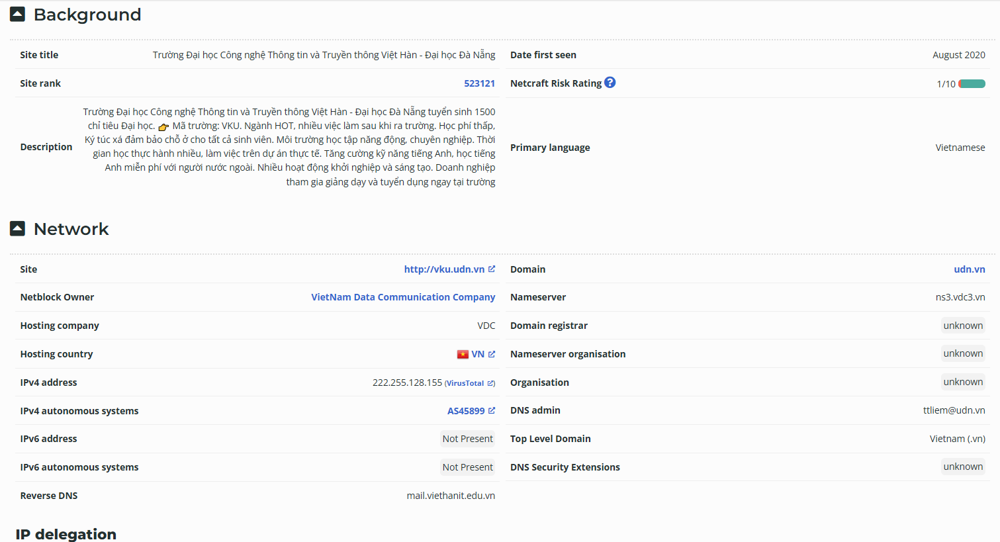 Background
Site title Trường Đại học Công nghệ Thông tin và Truyền thông Việt Hàn - Đại học Đà Nẵng
Date first seen August 2020
Site rank 523121
Netcraft Risk Rating ? 1/10
Description
Trường Đại học Công nghệ Thông tin và Truyền thông Việt Hàn - Đại học Đà Nẵng tuyển sinh 1500
chỉ tiêu Đại học. 👉 Mã trường: VKU. Ngành HOT, nhiều việc làm sau khi ra trường. Học phí thấp,
Ký túc xá đảm bảo chỗ ở cho tất cả sinh viên. Môi trường học tập năng động, chuyên nghiệp. Thời
gian học thực hành nhiều, làm việc trên dự án thực tế. Tăng cường kỹ năng tiếng Anh, học tiếng
Anh miễn phí với người nước ngoài. Nhiều hoạt động khởi nghiệp và sáng tạo. Doanh nghiệp
tham gia giảng dạy và tuyển dụng ngay tại trường
Primary language Vietnamese
Network
Site http://vku.udn.vn
Domain udn.vn
Netblock Owner VietNam Data Communication Company
Nameserver ns3.vdc3.vn
Hosting company VDC
Domain registrar unknown
Hosting country VN
Nameserver organisation unknown
IPv4 address 222.255.128.155 (VirusTotal)
Organisation unknown
IPv4 autonomous systems AS45899
DNS admin ttliem@udn.vn
IPv6 address Not Present
Top Level Domain Vietnam (.vn)
IPv6 autonomous systems Not Present
DNS Security Extensions unknown
Reverse DNS mail.viethanit.edu.vn
IP delegation